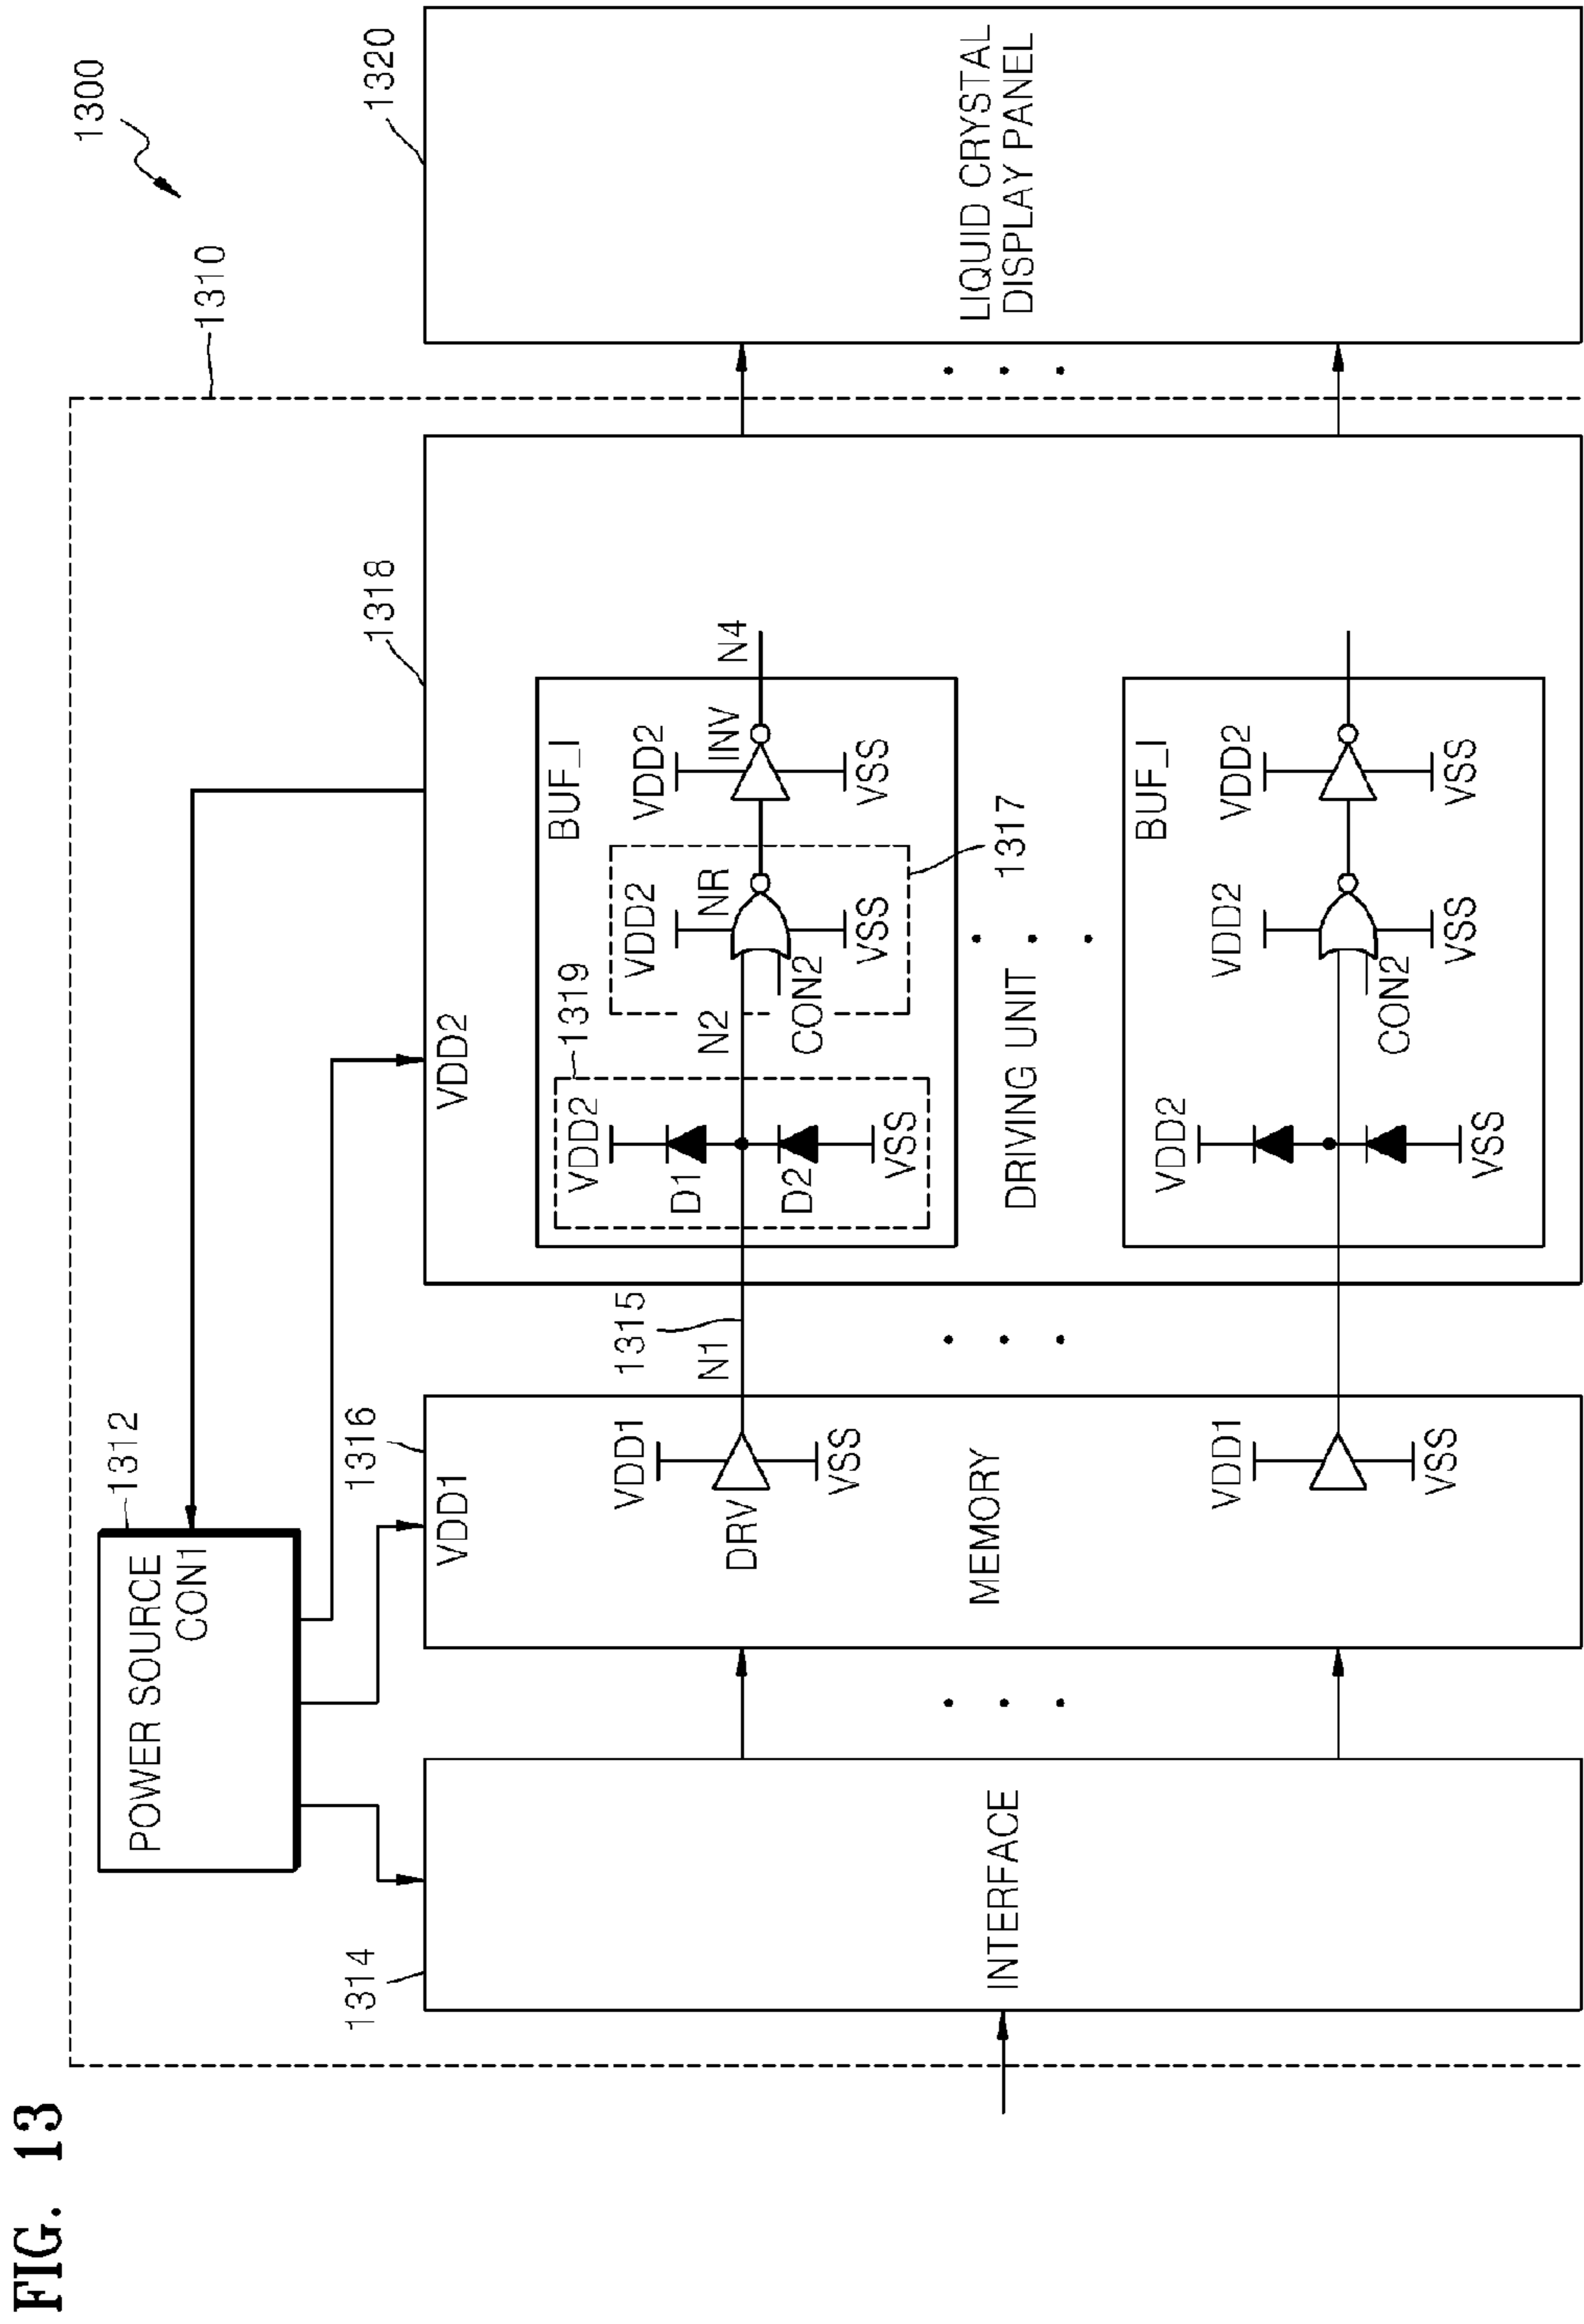 FIG. 13
1300
1310
1312
POWER SOURCE
CON1
1314
INTERFACE
1316
VDD1
VDD1
DRV
VSS
MEMORY
VDD1
VSS
N1
1315
1318
VDD2
BUF_I
1319
VDD2
D1
D2
VSS
N2
VDD2
NR
CON2
VSS
1317
VDD2
INV
VSS
N4
DRIVING UNIT
BUF_I
VDD2
VSS
VDD2
CON2
VSS
VDD2
VSS
1320
LIQUID CRYSTAL
DISPLAY PANEL